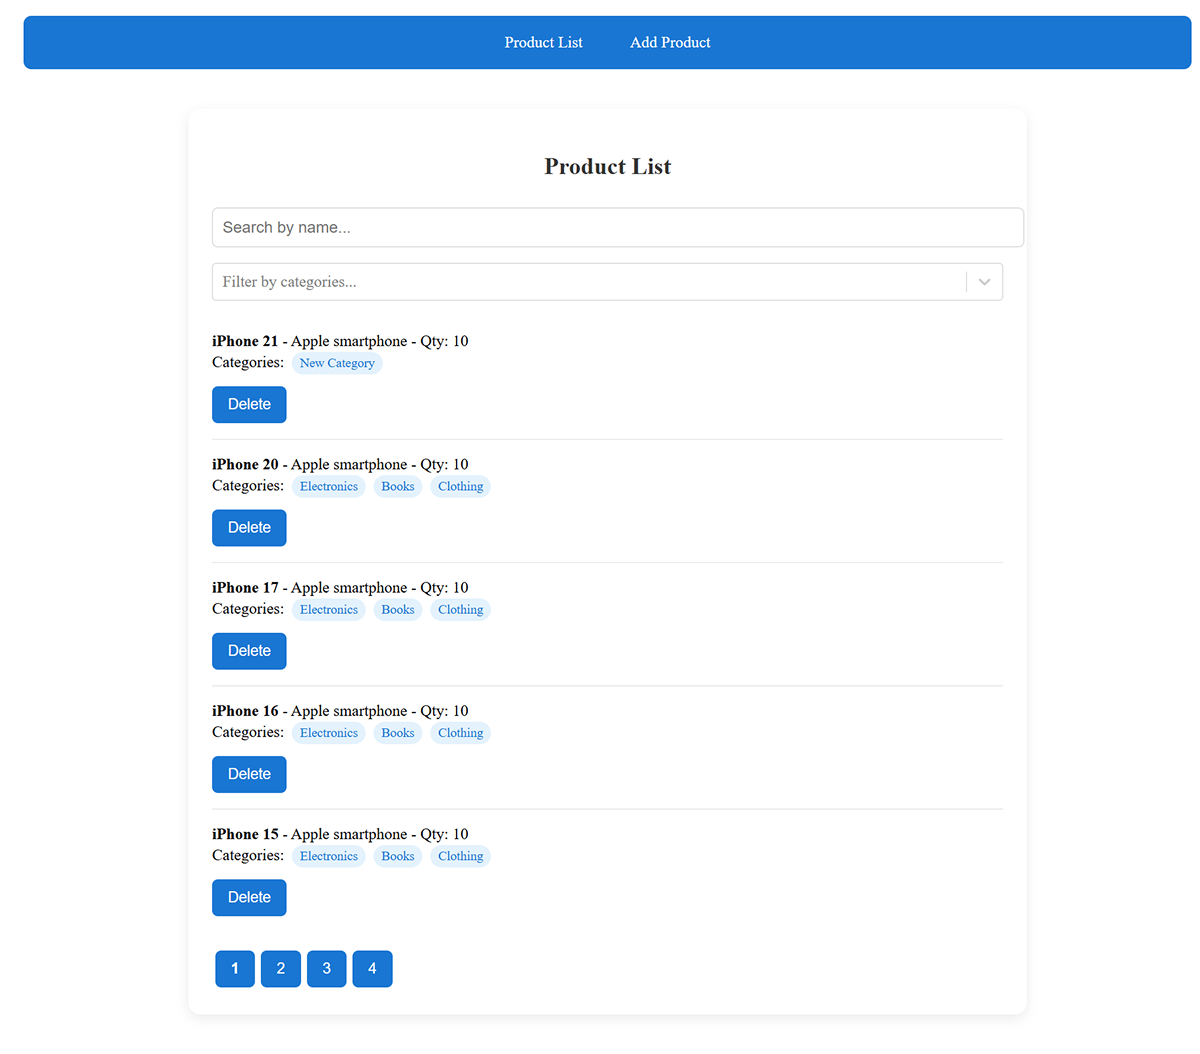 Product List Add Product
Product List
Search by name...
Filter by categories...
iPhone 21 - Apple smartphone - Qty: 10
Categories: New Category
Delete
iPhone 20 - Apple smartphone - Qty: 10
Categories: Electronics Books Clothing
Delete
iPhone 17 - Apple smartphone - Qty: 10
Categories: Electronics Books Clothing
Delete
iPhone 16 - Apple smartphone - Qty: 10
Categories: Electronics Books Clothing
Delete
iPhone 15 - Apple smartphone - Qty: 10
Categories: Electronics Books Clothing
Delete
1 2 3 4